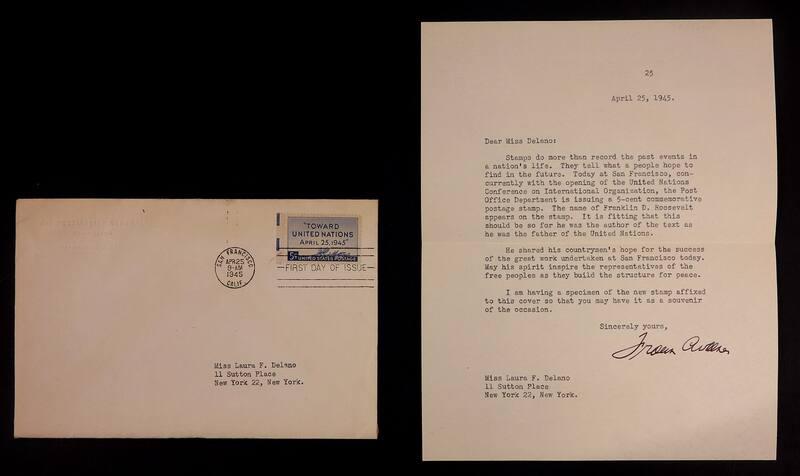 SAN FRANCISCO
APR 25
9-AM
1945
CALIF.
"TOWARD
UNITED NATIONS
APRIL 25, 1945"
5¢ UNITED STATES POSTAGE
FIRST DAY OF ISSUE
Miss Laura F. Delano
11 Sutton Place
New York 22, New York.
25
April 25, 1945.
Dear Miss Delano:
Stamps do more than record the past events in
a nation's life. They tell what a people hope to
find in the future. Today at San Francisco, con-
currently with the opening of the United Nations
Conference on International Organization, the Post
Office Department is issuing a 5-cent commemorative
postage stamp. The name of Franklin D. Roosevelt
appears on the stamp. It is fitting that this
should be so for he was the author of the text as
he was the father of the United Nations.
He shared his countrymen's hope for the success
of the great work undertaken at San Francisco today.
May his spirit inspire the representatives of the
free peoples as they build the structure for peace.
I am having a specimen of the new stamp affixed
to this cover so that you may have it as a souvenir
of the occasion.
Sincerely yours,
Miss Laura F. Delano
11 Sutton Place
New York 22, New York.